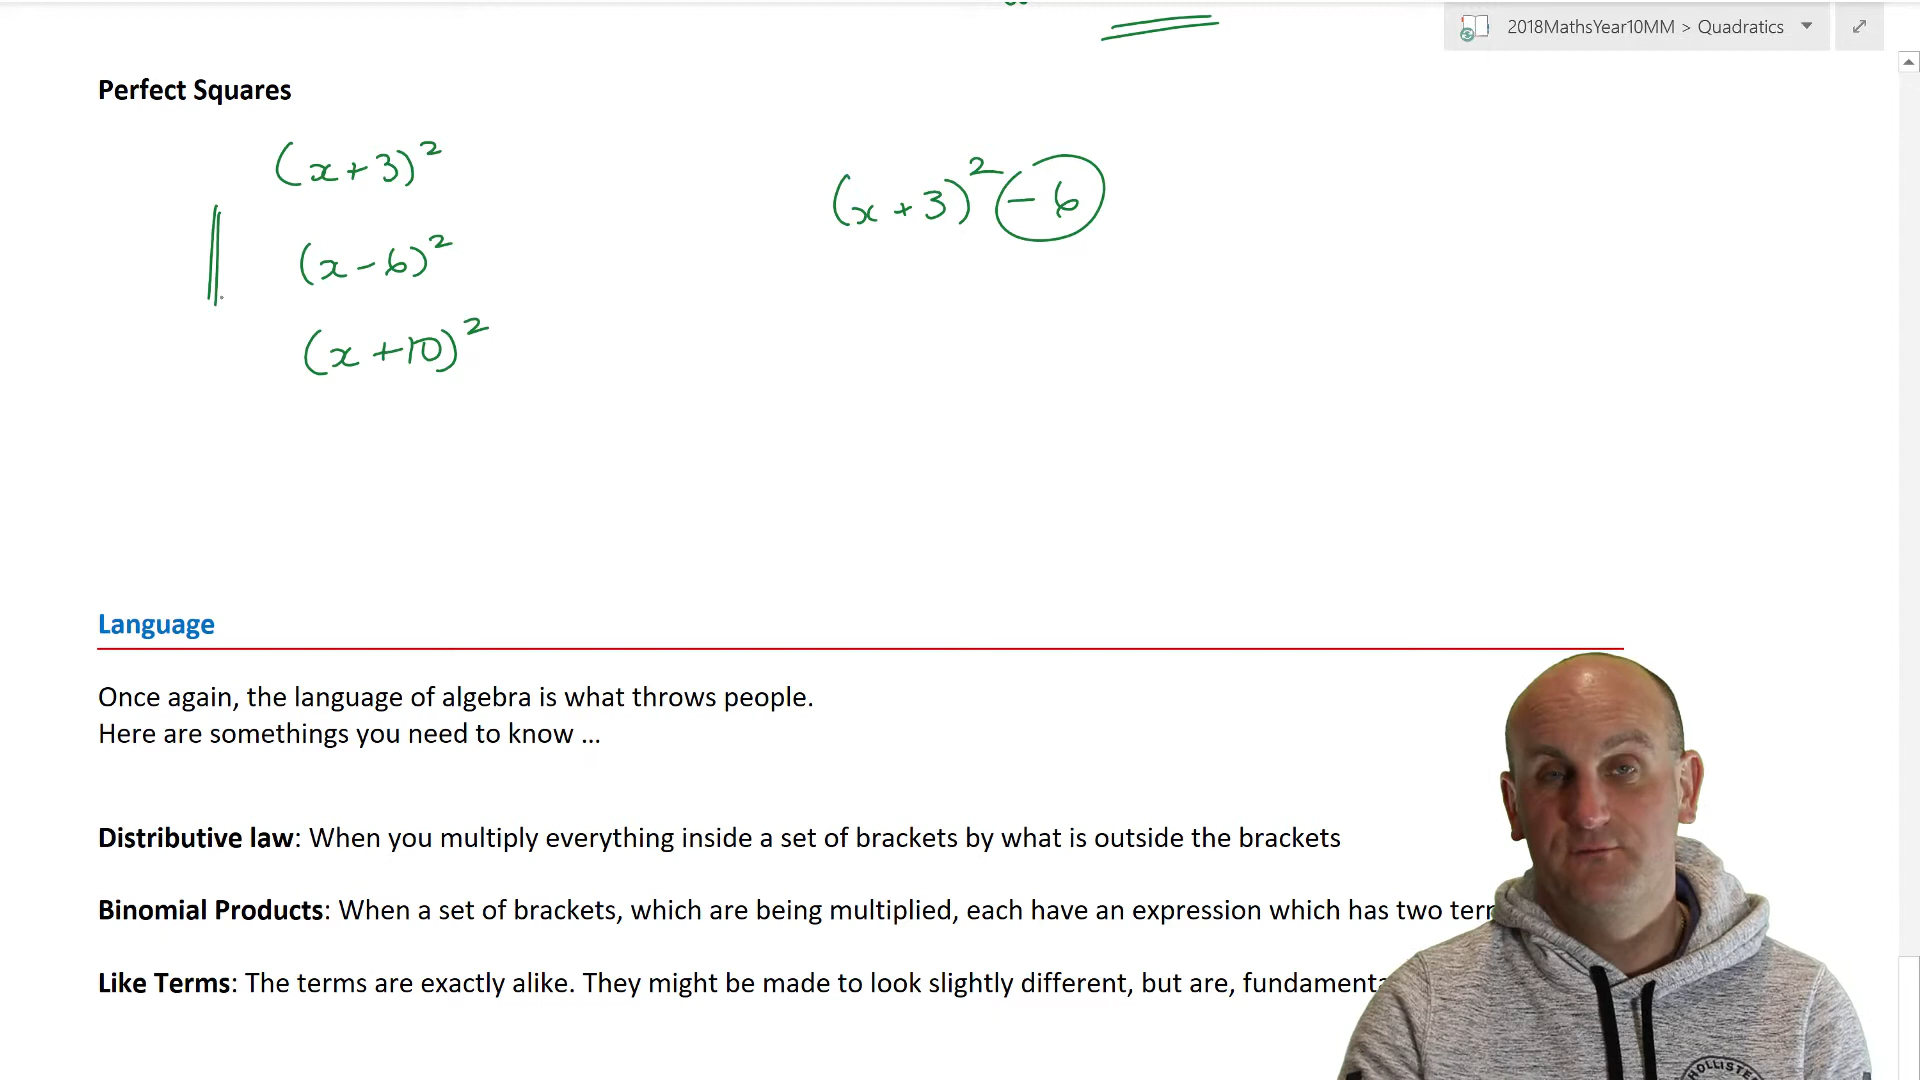 2018MathsYear10MM > Quadratics
Perfect Squares
(x+3)²
(x+3)² -6
(x-6)²
(x+10)²
Language
Once again, the language of algebra is what throws people.
Here are somethings you need to know ...
Distributive law: When you multiply everything inside a set of brackets by what is outside the brackets
Binomial Products: When a set of brackets, which are being multiplied, each have an expression which has two
Like Terms: The terms are exactly alike. They might be made to look slightly different, but are,